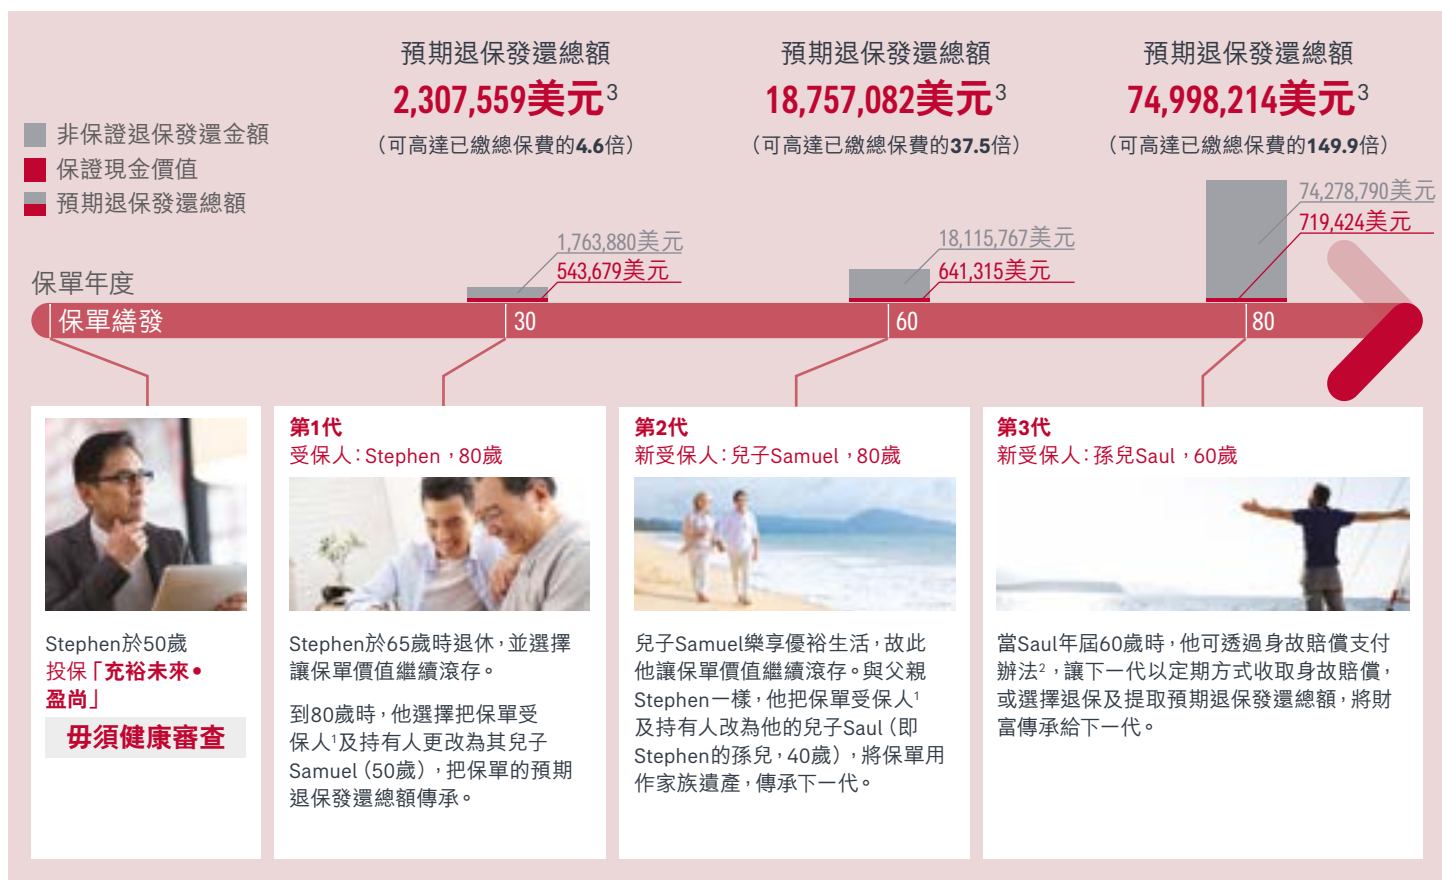 預期退保發還總額
2,307,559美元3
（可高達已繳總保費的4.6倍）
預期退保發還總額
18,757,082美元3
（可高達已繳總保費的37.5倍）
預期退保發還總額
74,998,214美元3
（可高達已繳總保費的149.9倍）
非保證退保發還金額
保證現金價值
預期退保發還總額
1,763,880美元
543,679美元
18,115,767美元
641,315美元
74,278,790美元
719,424美元
保單年度
保單繕發
30
60
80
Stephen於50歲
投保「充裕未來•
盈尚」
毋須健康審查
第1代
受保人：Stephen，80歲
Stephen於65歲時退休，並選擇
讓保單價值繼續滾存。
到80歲時，他選擇把保單受
保人1及持有人更改為其兒子
Samuel（50歲），把保單的預期
退保發還總額傳承。
第2代
新受保人：兒子Samuel，80歲
兒子Samuel樂享優裕生活，故此
他讓保單價值繼續滾存。與父親
Stephen一樣，他把保單受保人1
及持有人改為他的兒子Saul（即
Stephen的孫兒，40歲），將保單用
作家族遺產，傳承下一代。
第3代
新受保人：孫兒Saul，60歲
當Saul年屆60歲時，他可透過身故賠償支付
辦法2，讓下一代以定期方式收取身故賠償，
或選擇退保及提取預期退保發還總額，將財
富傳承給下一代。